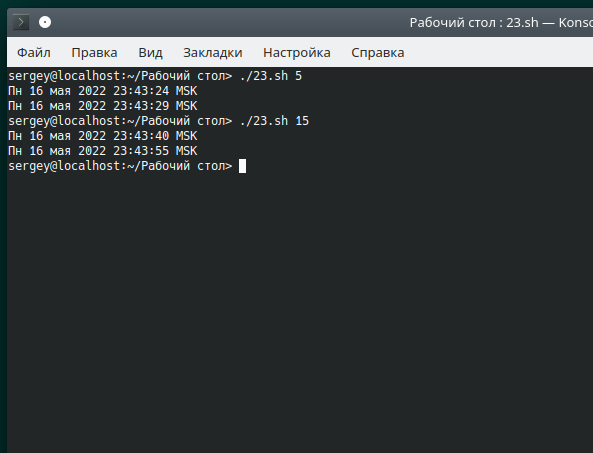 Рабочий стол : 23.sh — Konso
Файл Правка Вид Закладки Настройка Справка
sergey@localhost:~/Рабочий стол> ./23.sh 5
Пн 16 мая 2022 23:43:24 MSK
Пн 16 мая 2022 23:43:29 MSK
sergey@localhost:~/Рабочий стол> ./23.sh 15
Пн 16 мая 2022 23:43:40 MSK
Пн 16 мая 2022 23:43:55 MSK
sergey@localhost:~/Рабочий стол>